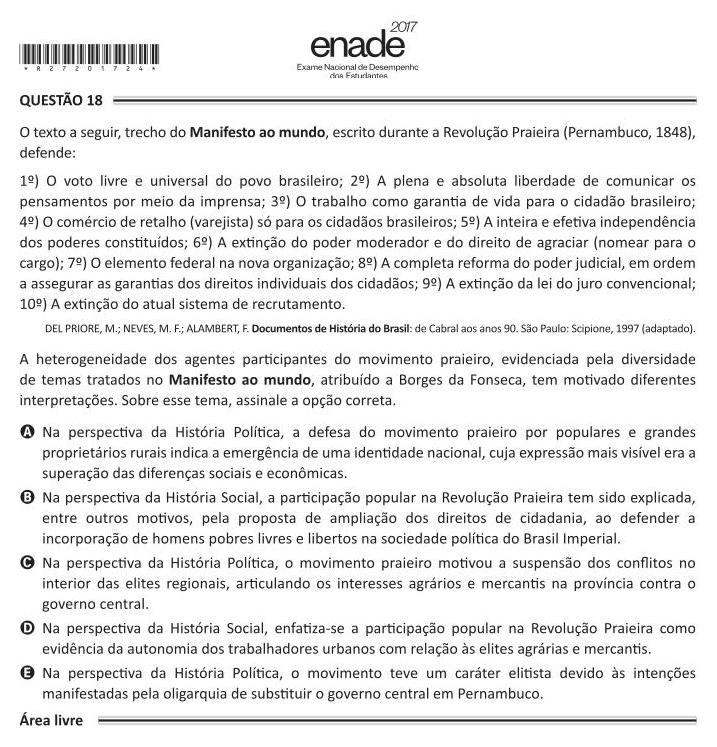 2017
enade
Exame Nacional de Desempenho
dos Estudantes
* R 2 7 2 0 1 7 2 4 *
QUESTÃO 18
O texto a seguir, trecho do Manifesto ao mundo, escrito durante a Revolução Praieira (Pernambuco, 1848),
defende:
1º) O voto livre e universal do povo brasileiro; 2º) A plena e absoluta liberdade de comunicar os
pensamentos por meio da imprensa; 3º) O trabalho como garantia de vida para o cidadão brasileiro;
4º) O comércio de retalho (varejista) só para os cidadãos brasileiros; 5º) A inteira e efetiva independência
dos poderes constituídos; 6º) A extinção do poder moderador e do direito de agraciar (nomear para o
cargo); 7º) O elemento federal na nova organização; 8º) A completa reforma do poder judicial, em ordem
a assegurar as garantias dos direitos individuais dos cidadãos; 9º) A extinção da lei do juro convencional;
10º) A extinção do atual sistema de recrutamento.
DEL PRIORE, M.; NEVES, M. F.; ALAMBERT, F. Documentos de História do Brasil: de Cabral aos anos 90. São Paulo: Scipione, 1997 (adaptado).
A heterogeneidade dos agentes participantes do movimento praieiro, evidenciada pela diversidade
de temas tratados no Manifesto ao mundo, atribuído a Borges da Fonseca, tem motivado diferentes
interpretações. Sobre esse tema, assinale a opção correta.
A Na perspectiva da História Política, a defesa do movimento praieiro por populares e grandes
proprietários rurais indica a emergência de uma identidade nacional, cuja expressão mais visível era a
superação das diferenças sociais e econômicas.
B Na perspectiva da História Social, a participação popular na Revolução Praieira tem sido explicada,
entre outros motivos, pela proposta de ampliação dos direitos de cidadania, ao defender a
incorporação de homens pobres livres e libertos na sociedade política do Brasil Imperial.
C Na perspectiva da História Política, o movimento praieiro motivou a suspensão dos conflitos no
interior das elites regionais, articulando os interesses agrários e mercantis na província contra o
governo central.
D Na perspectiva da História Social, enfatiza-se a participação popular na Revolução Praieira como
evidência da autonomia dos trabalhadores urbanos com relação às elites agrárias e mercantis.
E Na perspectiva da História Política, o movimento teve um caráter elitista devido às intenções
manifestadas pela oligarquia de substituir o governo central em Pernambuco.
Área livre